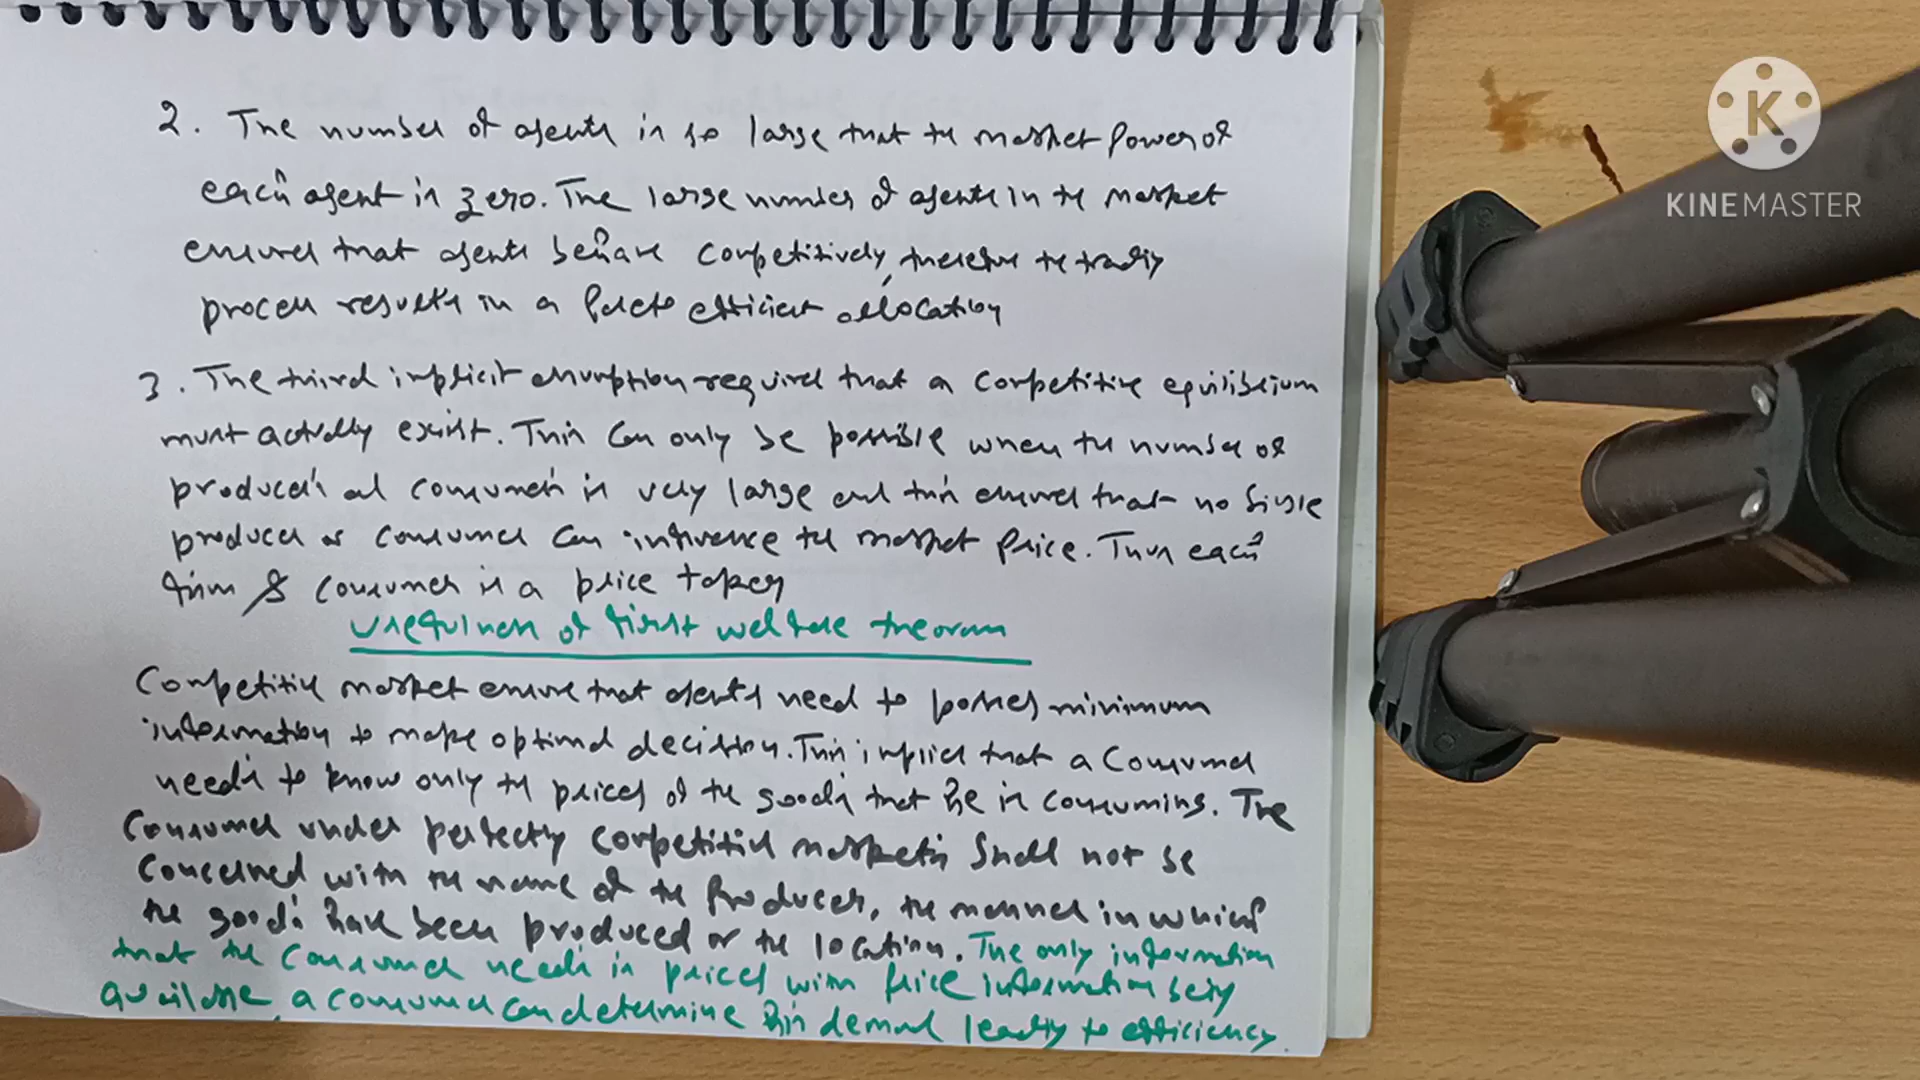 2. The number of agents is so large that the market power of
each agent is zero. The large number of agents in the market
ensures that agents behave competitively, therefore the trading
process results in a Pareto efficient allocation
3. The third implicit assumption requires that a competitive equilibrium
must actually exist. This can only be possible when the number of
producers and consumers is very large and this ensures that no single
producer or consumer can influence the market price. Thus each
firm & consumer is a price taker
Usefulness of first welfare theorem
Competitive market ensure that agents need to possess minimum
information to make optimal decision. This implies that a consumer
needs to know only the prices of the goods that he is consuming. The
consumer under perfectly competitive markets shall not be
concerned with the name of the producer, the manner in which
the goods have been produced or the location. The only information
that the consumer needs is prices with price information being
available, a consumer can determine his demand leading to efficiency.
K
KINEMASTER